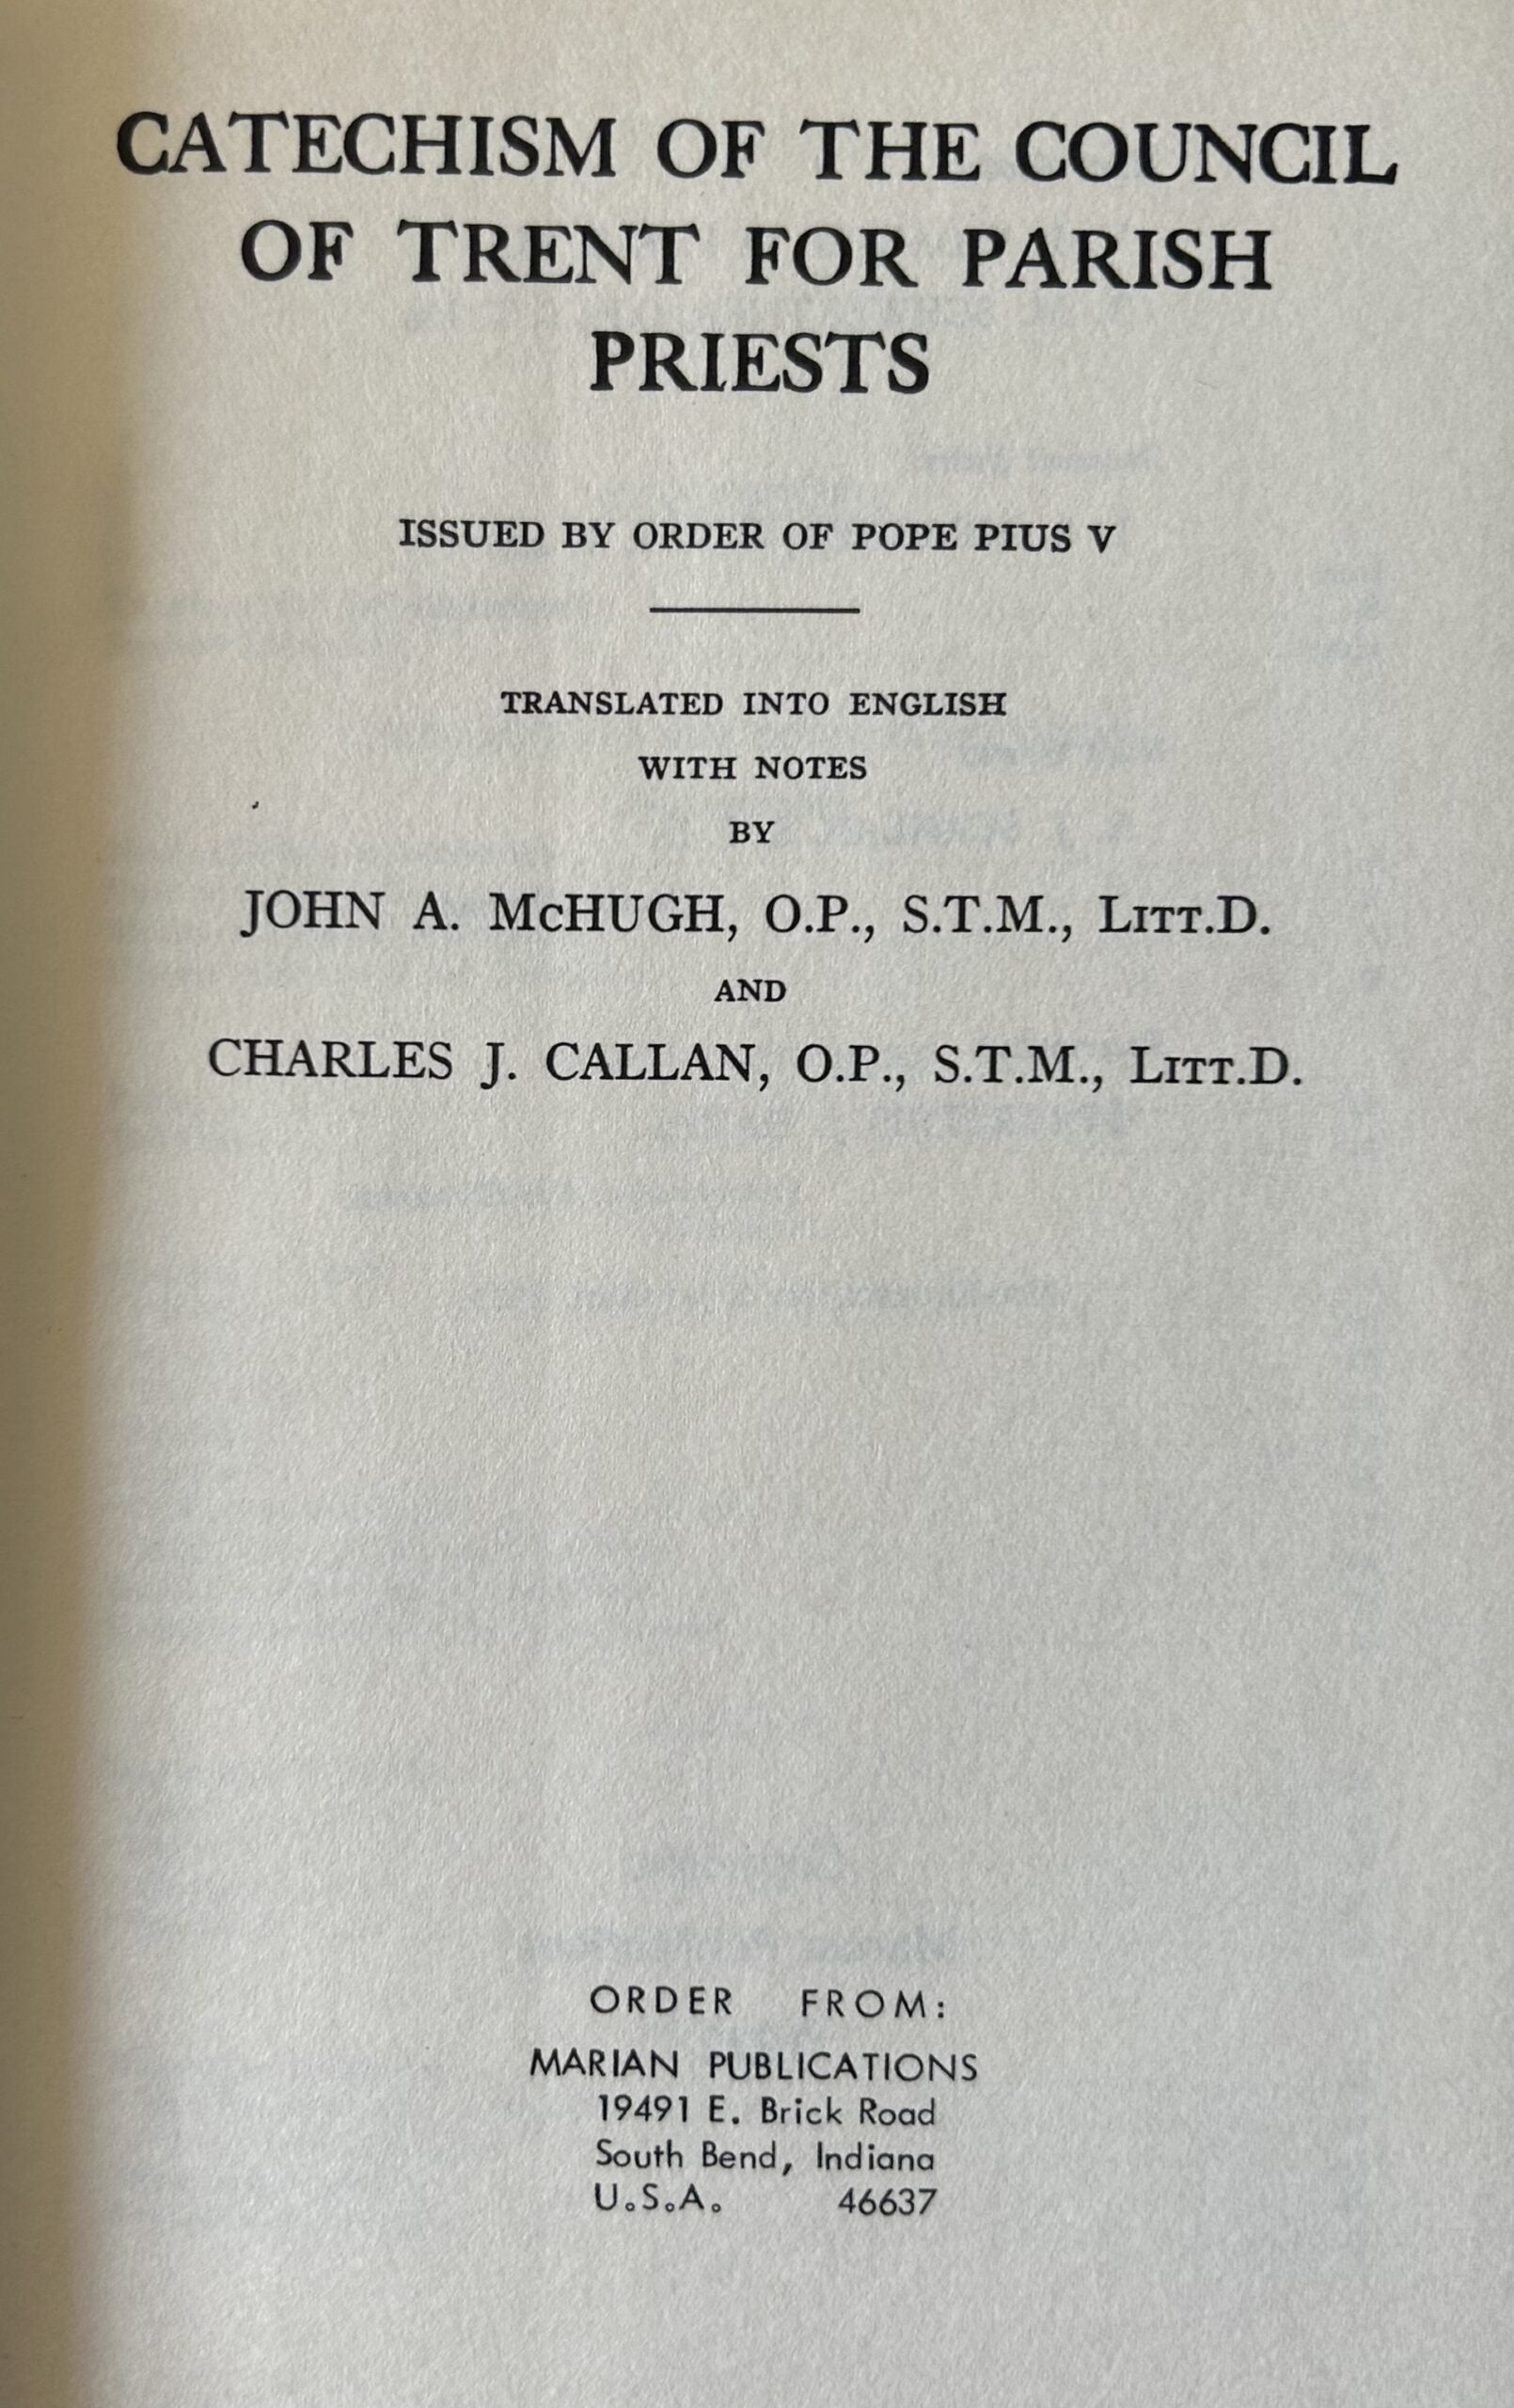 CATECHISM OF THE COUNCIL
OF TRENT FOR PARISH
PRIESTS
ISSUED BY ORDER OF POPE PIUS V
TRANSLATED INTO ENGLISH
WITH NOTES
BY
JOHN A. McHUGH, O.P., S.T.M., LITT.D.
AND
CHARLES J. CALLAN, O.P., S.T.M., LITT.D.
ORDER FROM:
MARIAN PUBLICATIONS
19491 E. Brick Road
South Bend, Indiana
U.S.A. 46637